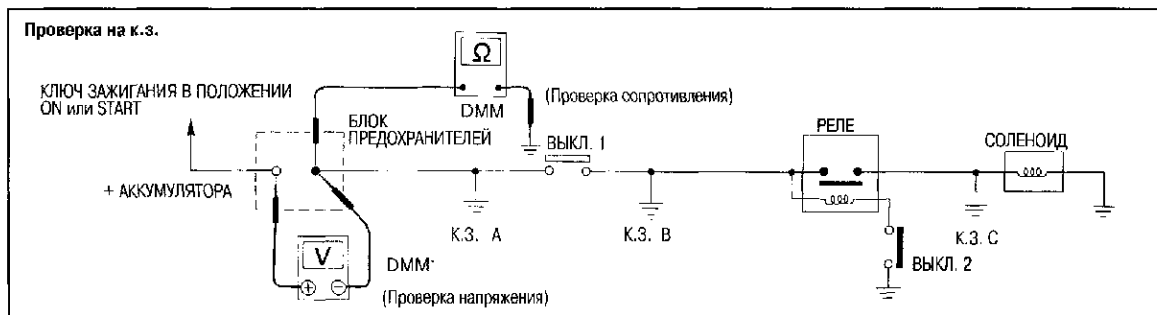 Проверка на к.з.
КЛЮЧ ЗАЖИГАНИЯ В ПОЛОЖЕНИИ
ON или START
Ω
DMM
(Проверка сопротивления)
БЛОК
ПРЕДОХРАНИТЕЛЕЙ
ВЫКЛ. 1
РЕЛЕ
СОЛЕНОИД
+ АККУМУЛЯТОРА
К.З. А
К.З. В
К.З. С
ВЫКЛ. 2
V
+ −
DMM
(Проверка напряжения)